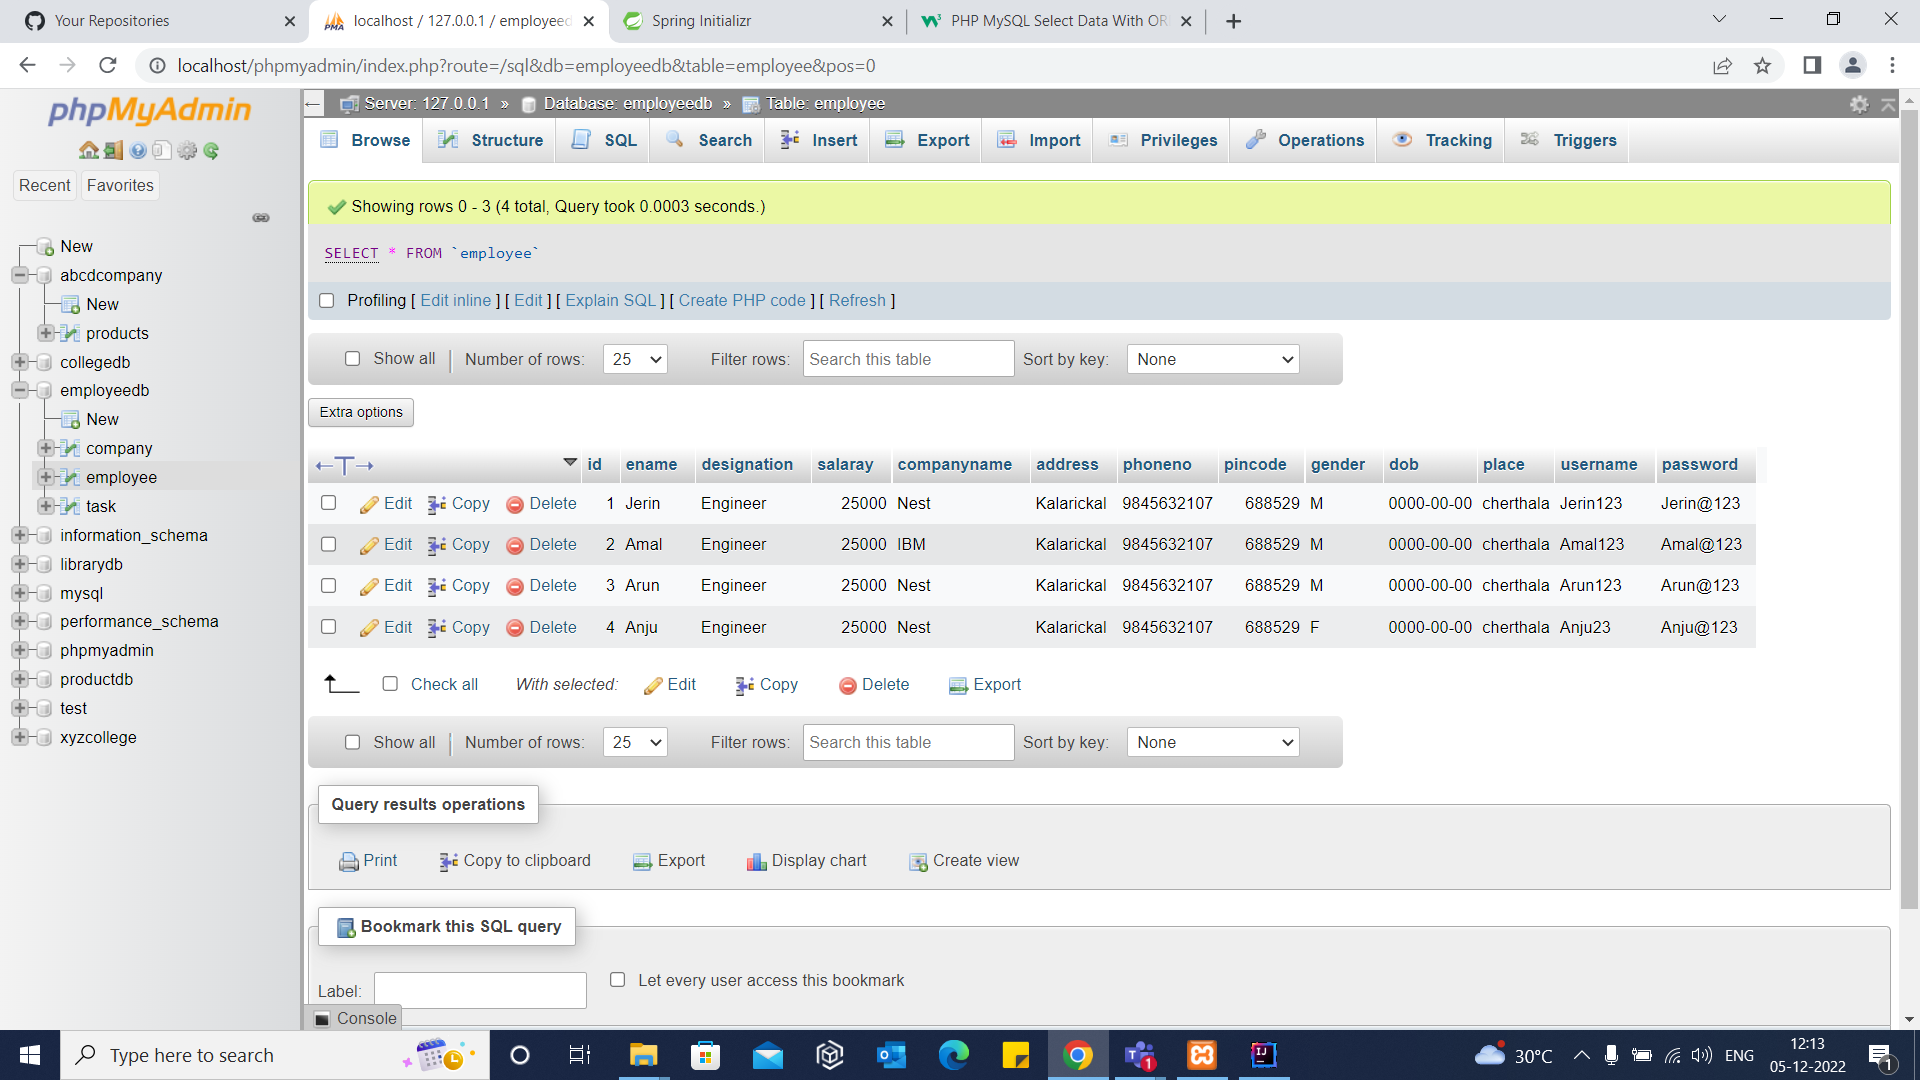 Your Repositories
localhost / 127.0.0.1 / employeed
Spring Initializr
PHP MySQL Select Data With OR
localhost/phpmyadmin/index.php?route=/sql&db=employeedb&table=employee&pos=0
phpMyAdmin
Recent Favorites
New
abcdcompany
New
products
collegedb
employeedb
New
company
employee
task
information_schema
librarydb
mysql
performance_schema
phpmyadmin
productdb
test
xyzcollege
Server: 127.0.0.1 » Database: employeedb » Table: employee
Browse Structure SQL Search Insert Export Import Privileges Operations Tracking Triggers
Showing rows 0 - 3 (4 total, Query took 0.0003 seconds.)
SELECT * FROM `employee`
Profiling [ Edit inline ] [ Edit ] [ Explain SQL ] [ Create PHP code ] [ Refresh ]
Show all Number of rows: 25 Filter rows: Search this table Sort by key: None
Extra options
id ename designation salaray companyname address phoneno pincode gender dob place username password
Edit Copy Delete 1 Jerin Engineer 25000 Nest Kalarickal 9845632107 688529 M 0000-00-00 cherthala Jerin123 Jerin@123
Edit Copy Delete 2 Amal Engineer 25000 IBM Kalarickal 9845632107 688529 M 0000-00-00 cherthala Amal123 Amal@123
Edit Copy Delete 3 Arun Engineer 25000 Nest Kalarickal 9845632107 688529 M 0000-00-00 cherthala Arun123 Arun@123
Edit Copy Delete 4 Anju Engineer 25000 Nest Kalarickal 9845632107 688529 F 0000-00-00 cherthala Anju23 Anju@123
Check all With selected: Edit Copy Delete Export
Show all Number of rows: 25 Filter rows: Search this table Sort by key: None
Query results operations
Print Copy to clipboard Export Display chart Create view
Bookmark this SQL query
Label: Let every user access this bookmark
Console
Type here to search
30°C ENG
12:13
05-12-2022
1
1